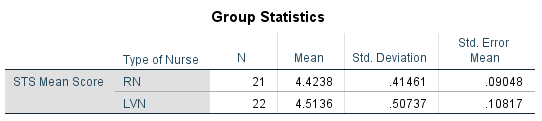 Group Statistics
Type of Nurse N Mean Std. Deviation Std. Error Mean
STS Mean Score RN 21 4.4238 .41461 .09048
LVN 22 4.5136 .50737 .10817